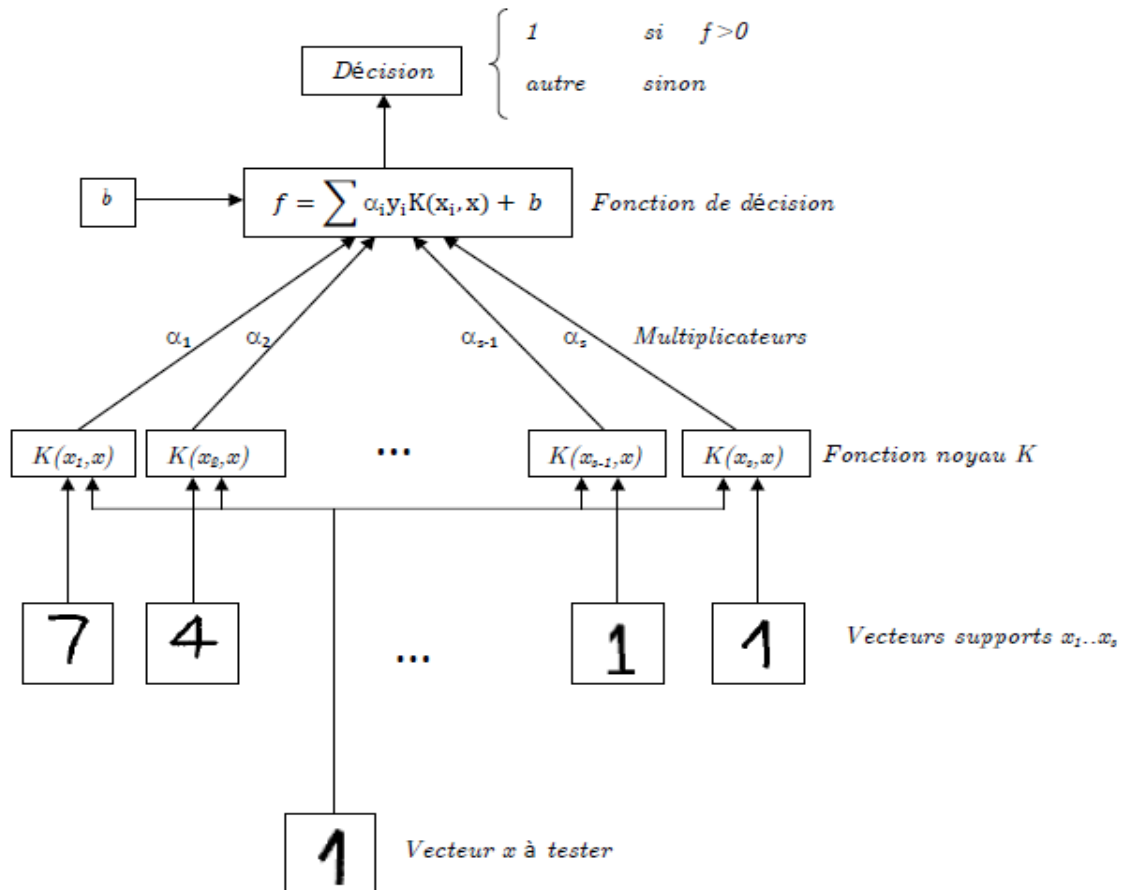 1 si f>0
Décision
autre sinon
b
f = ∑ αᵢyᵢK(xᵢ,x) + b
Fonction de décision
α₁ α₂ αₛ₋₁ αₛ Multiplicateurs
K(x₁,x) K(x₂,x) ... K(xₛ₋₁,x) K(xₛ,x) Fonction noyau K
7 4 ... 1 1 Vecteurs supports x₁..xₛ
1 Vecteur x à tester